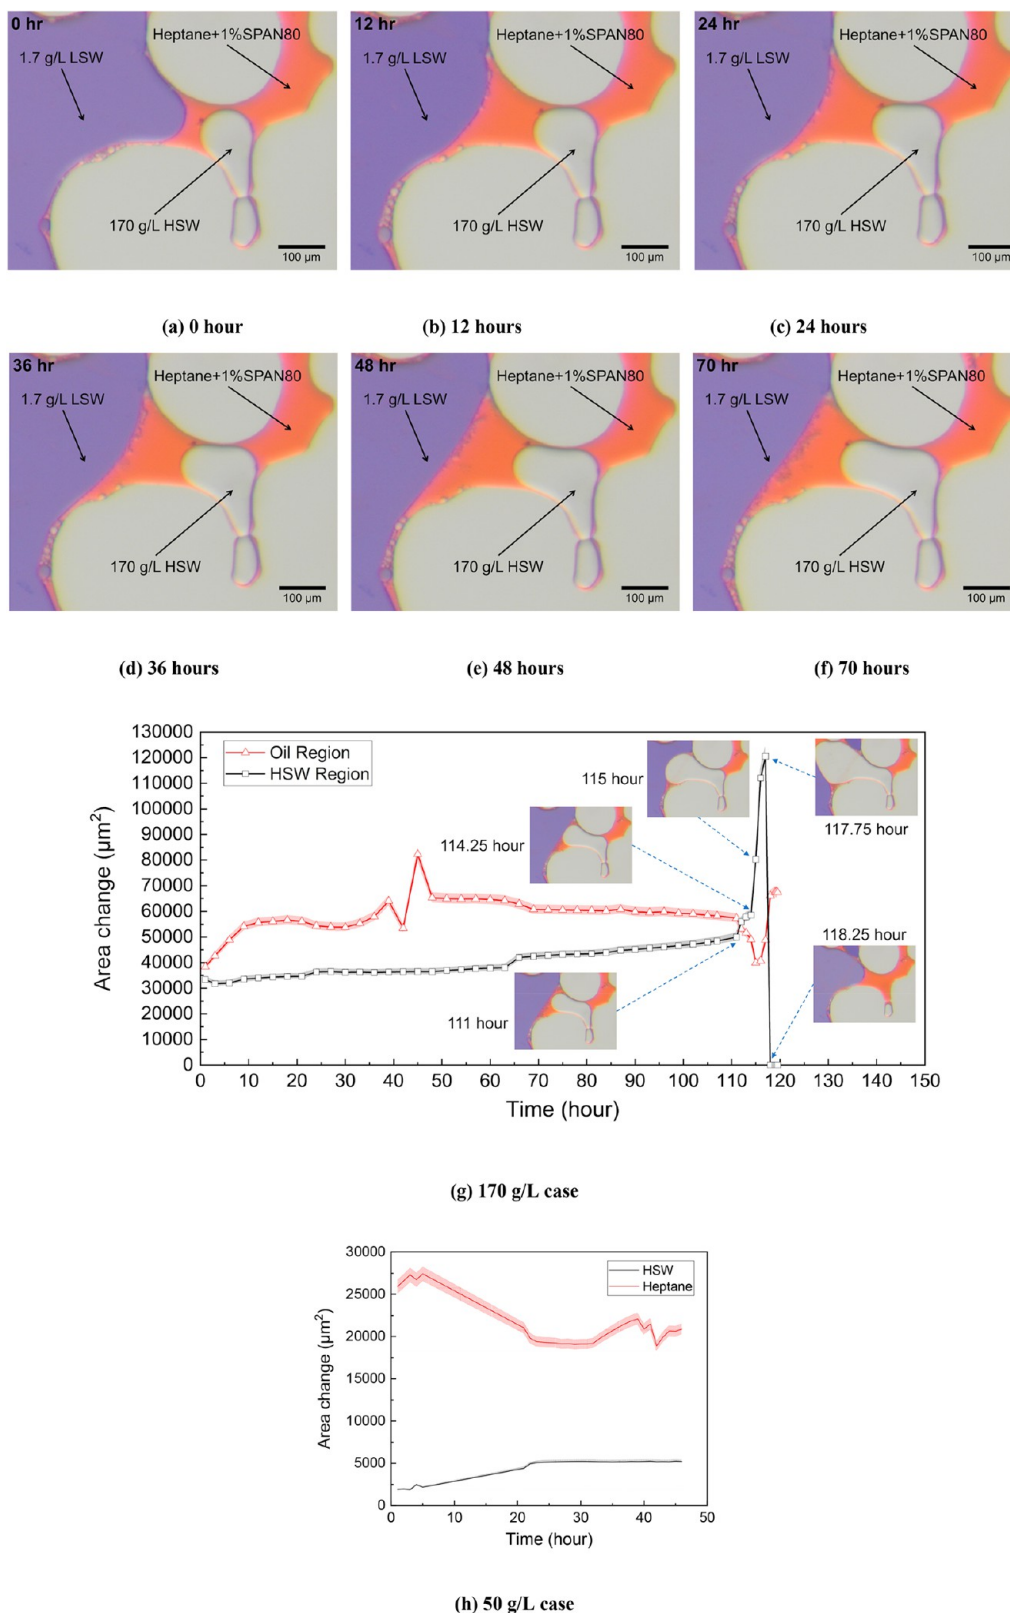 0 hr
1.7 g/L LSW
Heptane+1%SPAN80
170 g/L HSW
100 µm
12 hr
1.7 g/L LSW
Heptane+1%SPAN80
170 g/L HSW
100 µm
24 hr
1.7 g/L LSW
Heptane+1%SPAN80
170 g/L HSW
100 µm
(a) 0 hour
(b) 12 hours
(c) 24 hours
36 hr
1.7 g/L LSW
Heptane+1%SPAN80
170 g/L HSW
100 µm
48 hr
1.7 g/L LSW
Heptane+1%SPAN80
170 g/L HSW
100 µm
70 hr
1.7 g/L LSW
Heptane+1%SPAN80
170 g/L HSW
100 µm
(d) 36 hours
(e) 48 hours
(f) 70 hours
130000
120000
110000
100000
90000
80000
70000
60000
50000
40000
30000
20000
10000
0
Area change (µm²)
Oil Region
HSW Region
115 hour
114.25 hour
117.75 hour
118.25 hour
111 hour
0 10 20 30 40 50 60 70 80 90 100 110 120 130 140 150
Time (hour)
(g) 170 g/L case
30000
25000
20000
15000
10000
5000
0
Area change (µm²)
HSW
Heptane
0 10 20 30 40 50
Time (hour)
(h) 50 g/L case